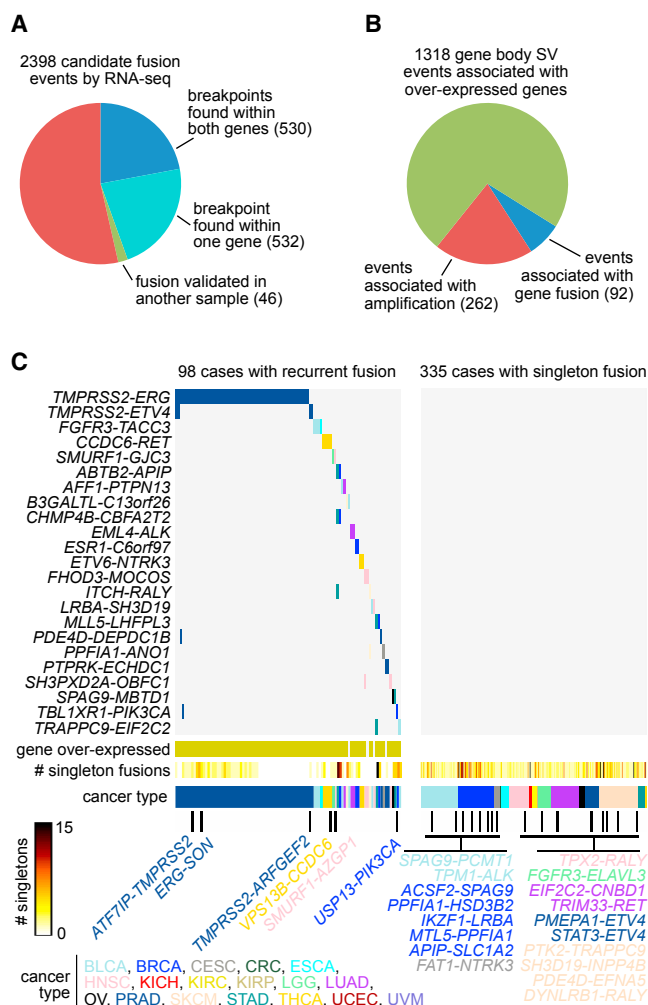 A
2398 candidate fusion
events by RNA-seq
breakpoints
found within
both genes (530)
breakpoint
found within
one gene (532)
fusion validated in
another sample (46)
B
1318 gene body SV
events associated with
over-expressed genes
events
associated with
amplification (262)
events
associated with
gene fusion (92)
C
98 cases with recurrent fusion
335 cases with singleton fusion
TMPRSS2-ERG
TMPRSS2-ETV4
FGFR3-TACC3
CCDC6-RET
SMURF1-GJC3
ABTB2-APIP
AFF1-PTPN13
B3GALTL-C13orf26
CHMP4B-CBFA2T2
EML4-ALK
ESR1-C6orf97
ETV6-NTRK3
FHOD3-MOCOS
ITCH-RALY
LRBA-SH3D19
MLL5-LHFPL3
PDE4D-DEPDC1B
PPFIA1-ANO1
PTPRK-ECHDC1
SH3PXD2A-OBFC1
SPAG9-MBTD1
TBL1XR1-PIK3CA
TRAPPC9-EIF2C2
gene over-expressed
# singleton fusions
cancer type
# singletons
15
0
ATF7IP-TMPRSS2
ERG-SON
TMPRSS2-ARFGEF2
VPS13B-CCDC6
SMURF1-AZGP1
USP13-PIK3CA
SPAG9-PCMT1
TPM1-ALK
ACSF2-SPAG9
PPFIA1-HSD3B2
IKZF1-LRBA
MTL5-PPFIA1
APIP-SLC1A2
FAT1-NTRK3
TPX2-RALY
FGFR3-ELAVL3
EIF2C2-CNBD1
TRIM33-RET
PMEPA1-ETV4
STAT3-ETV4
PTK2-TRAPPC9
SH3D19-INPP4B
PDE4D-EFNA5
DYNLRB1-RALY
cancer
type
BLCA, BRCA, CESC, CRC, ESCA,
HNSC, KICH, KIRC, KIRP, LGG, LUAD,
OV, PRAD, SKCM, STAD, THCA, UCEC, UVM